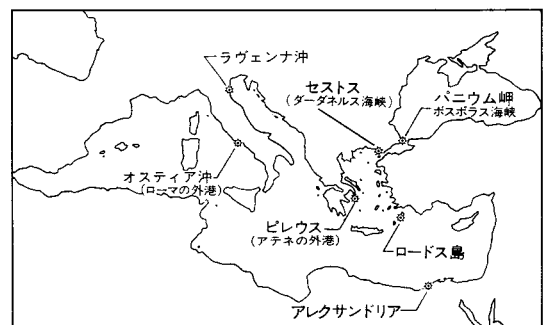 ラヴェンナ沖
セストス
(ダーダネルス海峡)
パニウム岬
ボスポラス海峡
オスティア沖
(ローマの外港)
ピレウス
(アテネの外港)
ロードス島
アレクサンドリア